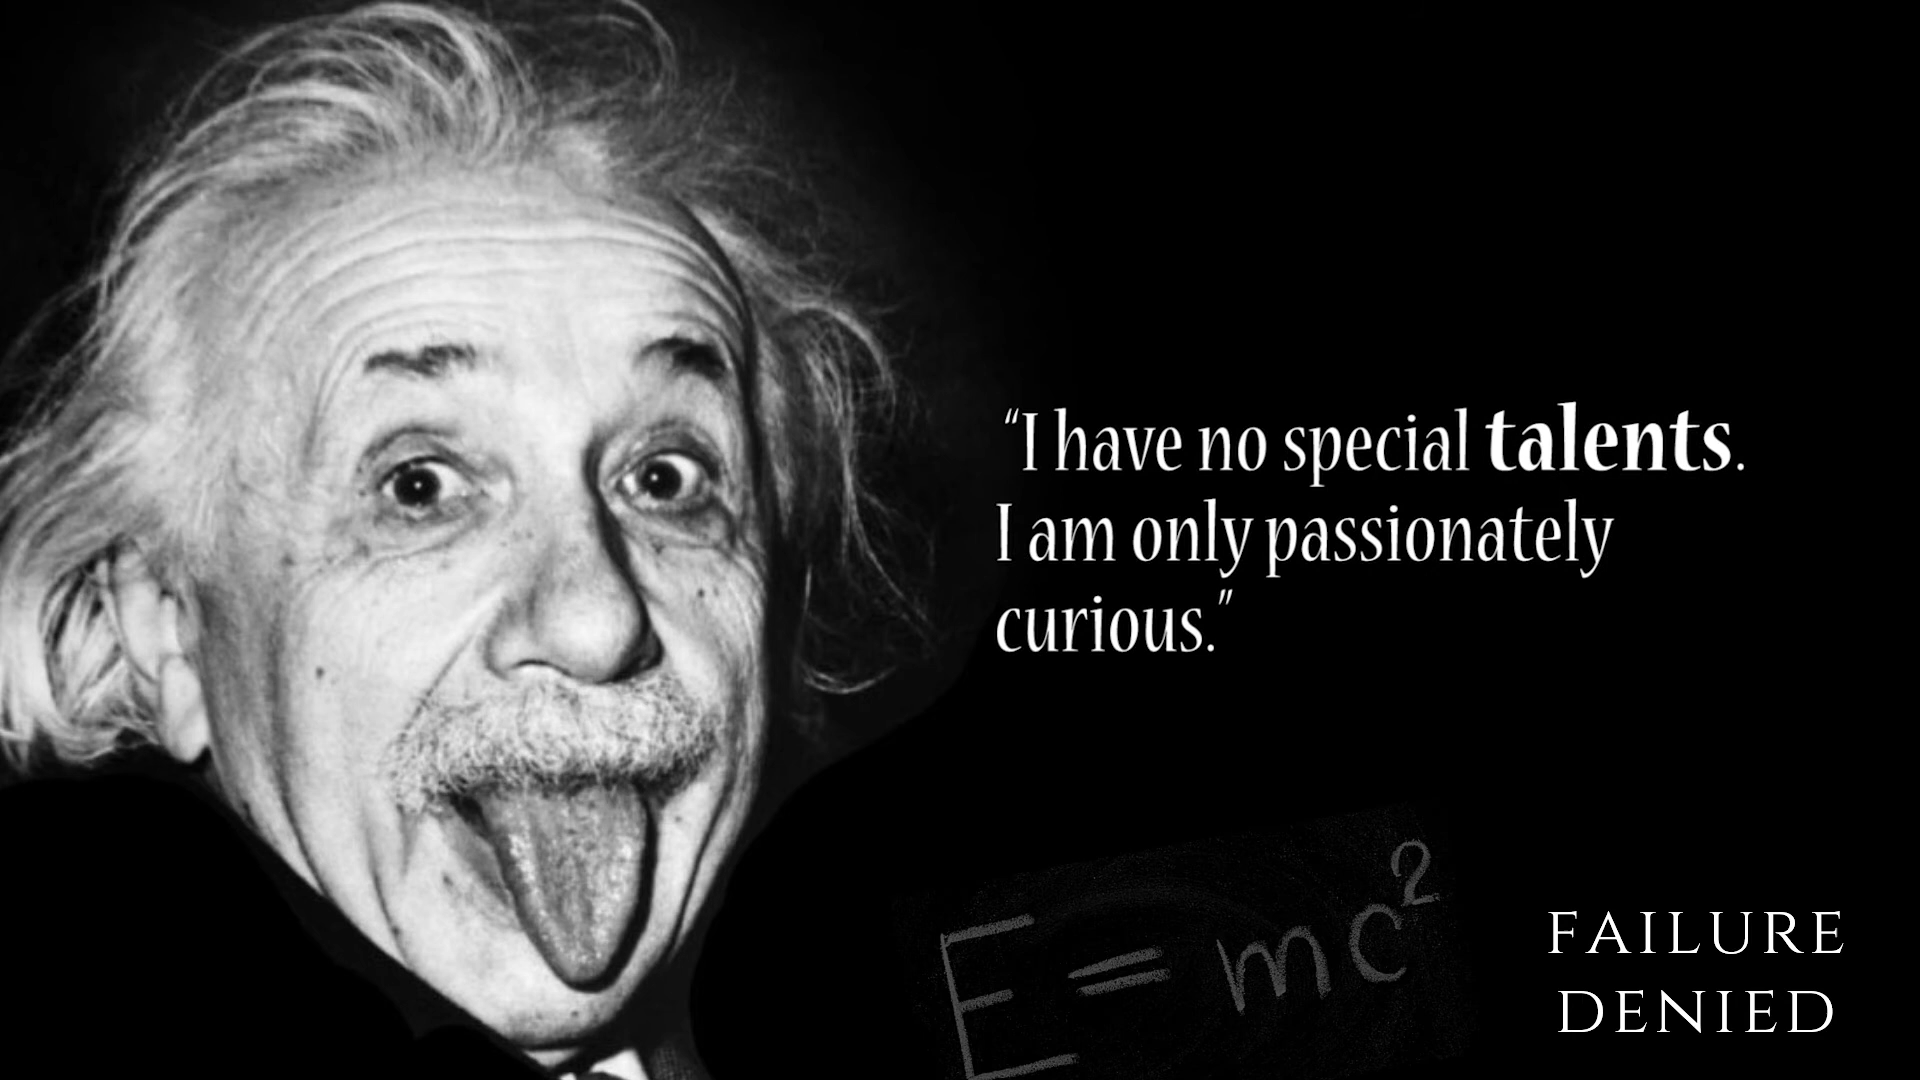 “I have no special talents.
I am only passionately
curious.”
E = mc²
FAILURE
DENIED